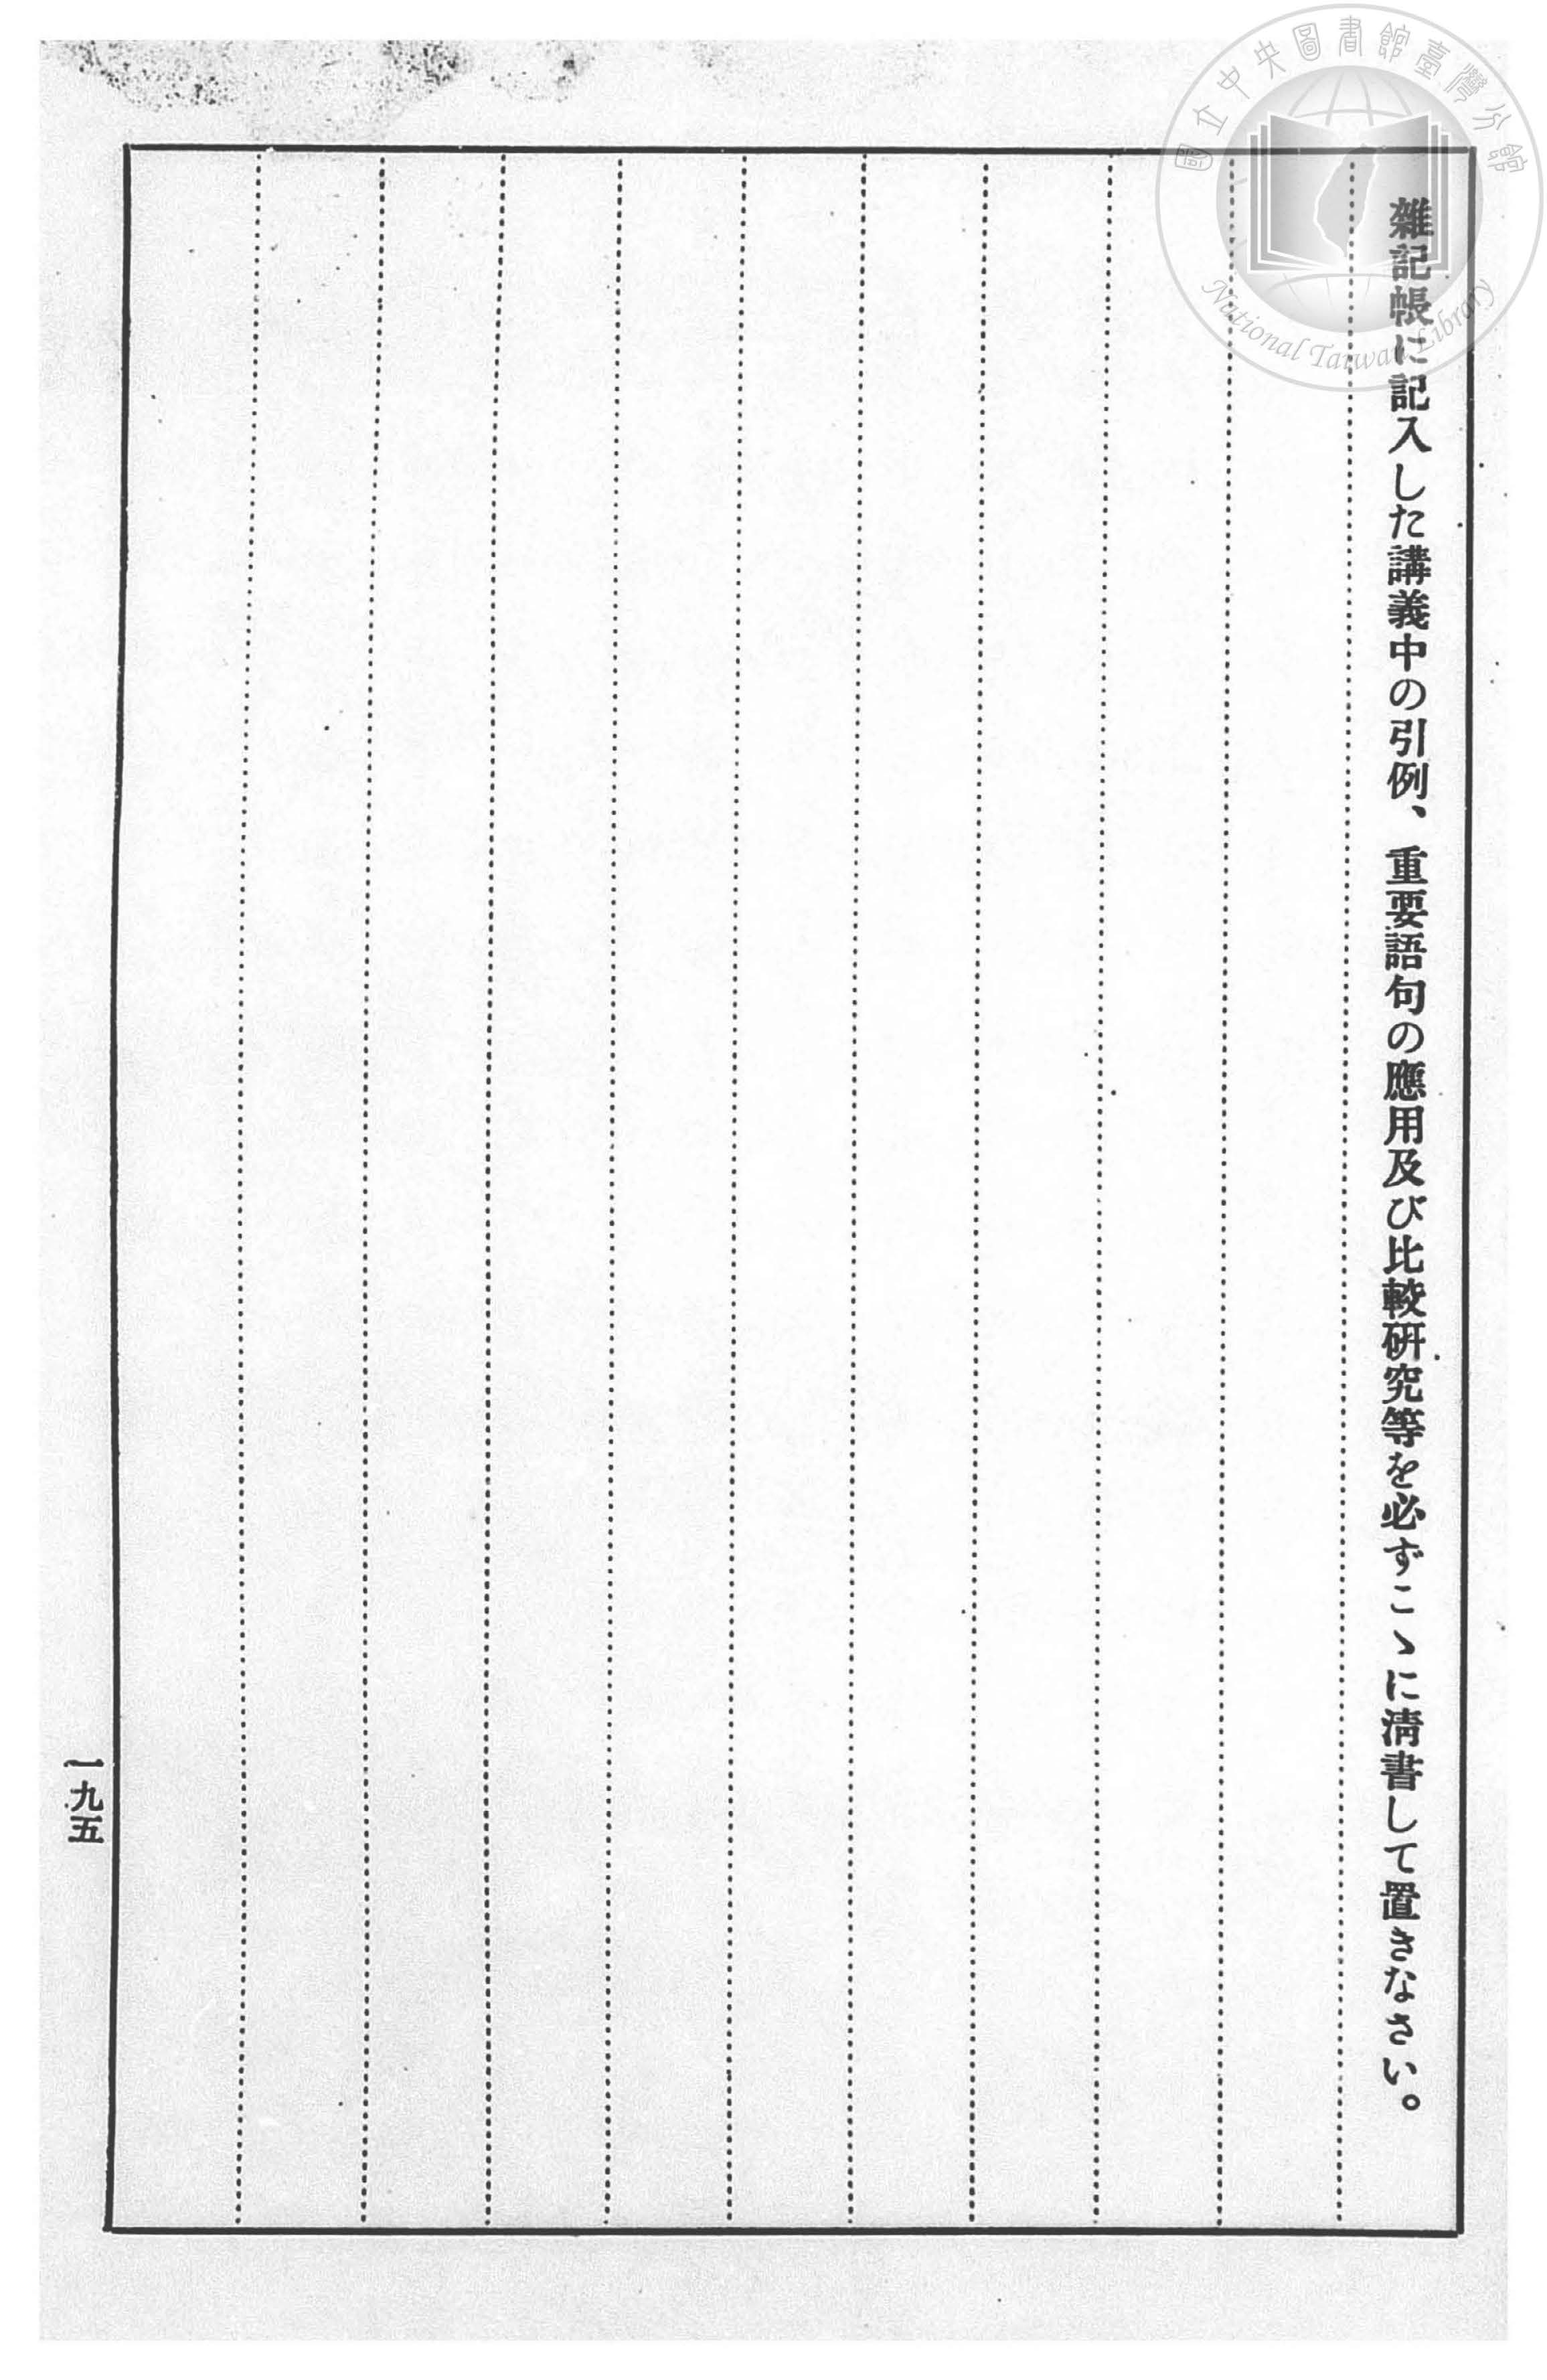 雜記帳に記入した講義中の引例、重要語句の應用及び比較硏究等を必ずこゝに淸書して置きなさい。
一九五
國立中央圖書館臺灣分館
National Taiwan Library